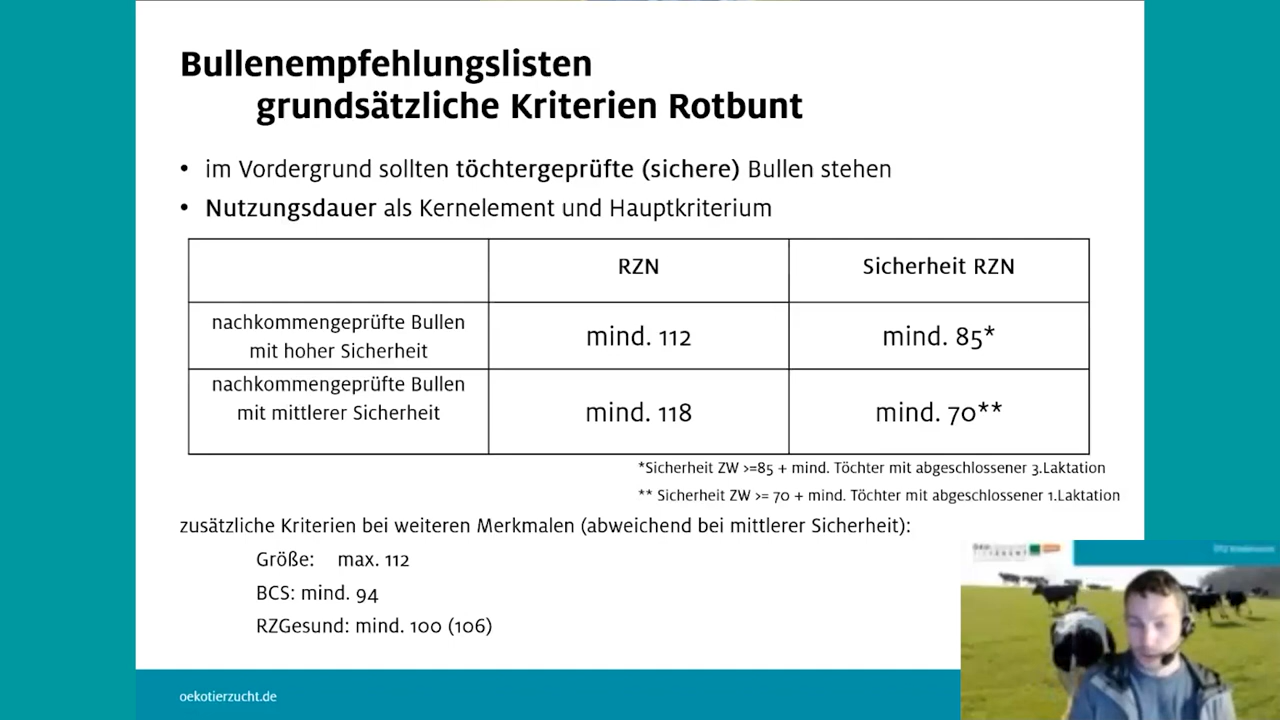 Bullenempfehlungslisten
grundsätzliche Kriterien Rotbunt
• im Vordergrund sollten töchtergeprüfte (sichere) Bullen stehen
• Nutzungsdauer als Kernelement und Hauptkriterium
RZN
Sicherheit RZN
nachkommengeprüfte Bullen
mit hoher Sicherheit
mind. 112
mind. 85*
nachkommengeprüfte Bullen
mit mittlerer Sicherheit
mind. 118
mind. 70**
*Sicherheit ZW >=85 + mind. Töchter mit abgeschlossener 3.Laktation
** Sicherheit ZW >= 70 + mind. Töchter mit abgeschlossener 1.Laktation
zusätzliche Kriterien bei weiteren Merkmalen (abweichend bei mittlerer Sicherheit):
Größe: max. 112
BCS: mind. 94
RZGesund: mind. 100 (106)
oekotierzucht.de